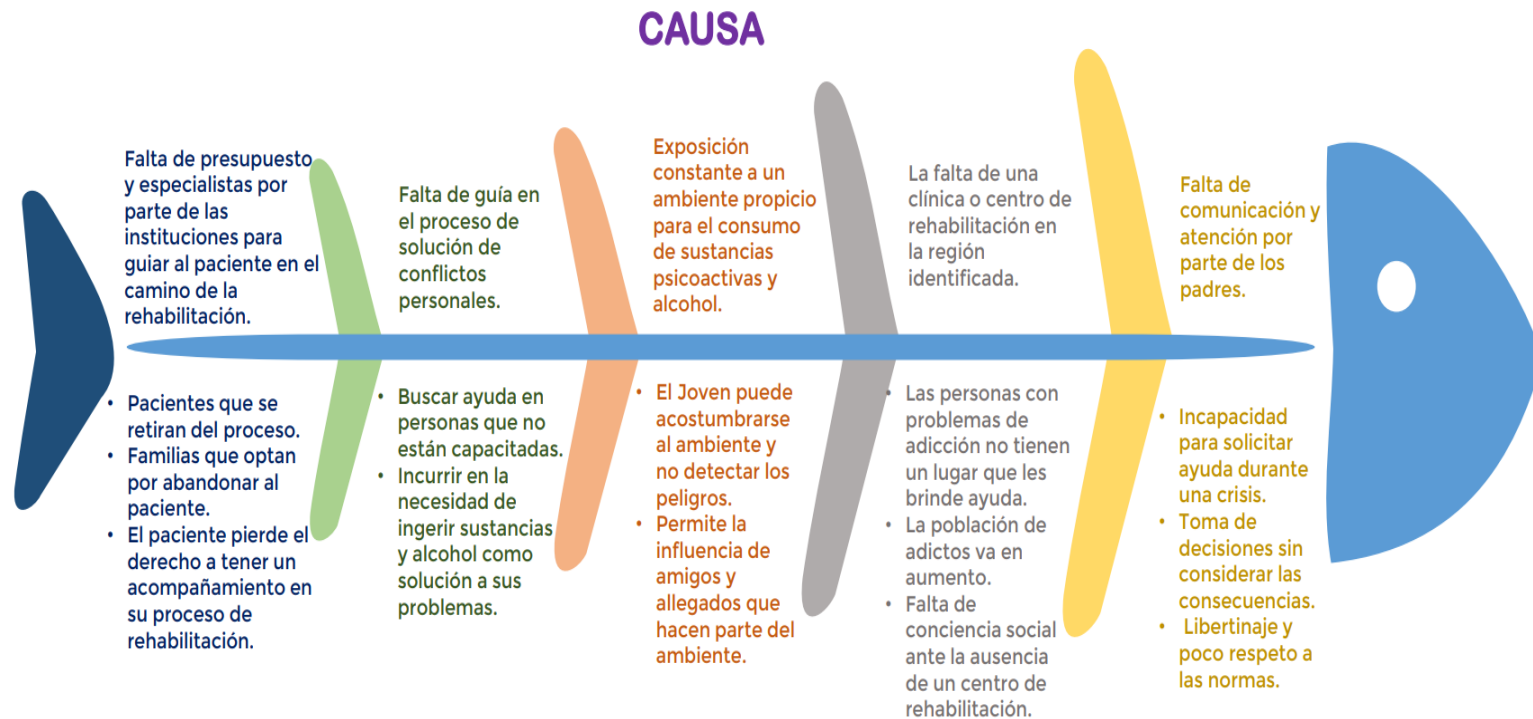 CAUSA
Falta de presupuesto
y especialistas por
parte de las
instituciones para
guiar al paciente en el
camino de la
rehabilitación.
Falta de guía en
el proceso de
solución de
conflictos
personales.
Exposición
constante a un
ambiente propicio
para el consumo
de sustancias
psicoactivas y
alcohol.
La falta de una
clínica o centro de
rehabilitación en
la región
identificada.
Falta de
comunicación y
atención por
parte de los
padres.
• Pacientes que se
retiran del proceso.
• Familias que optan
por abandonar al
paciente.
• El paciente pierde el
derecho a tener un
acompañamiento en
su proceso de
rehabilitación.
• Buscar ayuda en
personas que no
están capacitadas.
• Incurrir en la
necesidad de
ingerir sustancias
y alcohol como
solución a sus
problemas.
• El Joven puede
acostumbrarse
al ambiente y
no detectar los
peligros.
• Permite la
influencia de
amigos y
allegados que
hacen parte del
ambiente.
• Las personas con
problemas de
adicción no tienen
un lugar que les
brinde ayuda.
• La población de
adictos va en
aumento.
• Falta de
conciencia social
ante la ausencia
de un centro de
rehabilitación.
• Incapacidad
para solicitar
ayuda durante
una crisis.
• Toma de
decisiones sin
considerar las
consecuencias.
• Libertinaje y
poco respeto a
las normas.